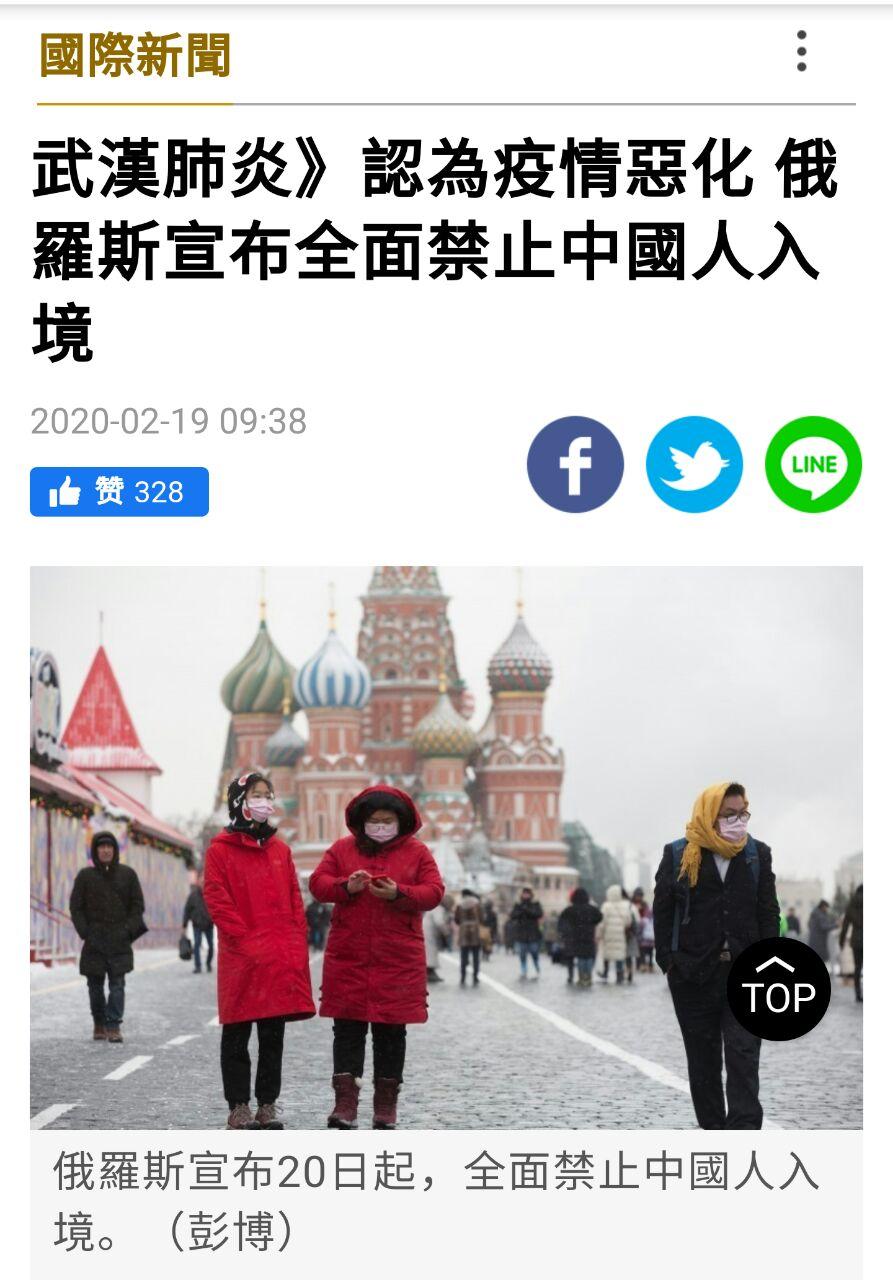 國際新聞
武漢肺炎》認為疫情惡化 俄
羅斯宣布全面禁止中國人入
境
2020-02-19 09:38
赞 328
f
LINE
TOP
俄羅斯宣布20日起，全面禁止中國人入
境。（彭博）